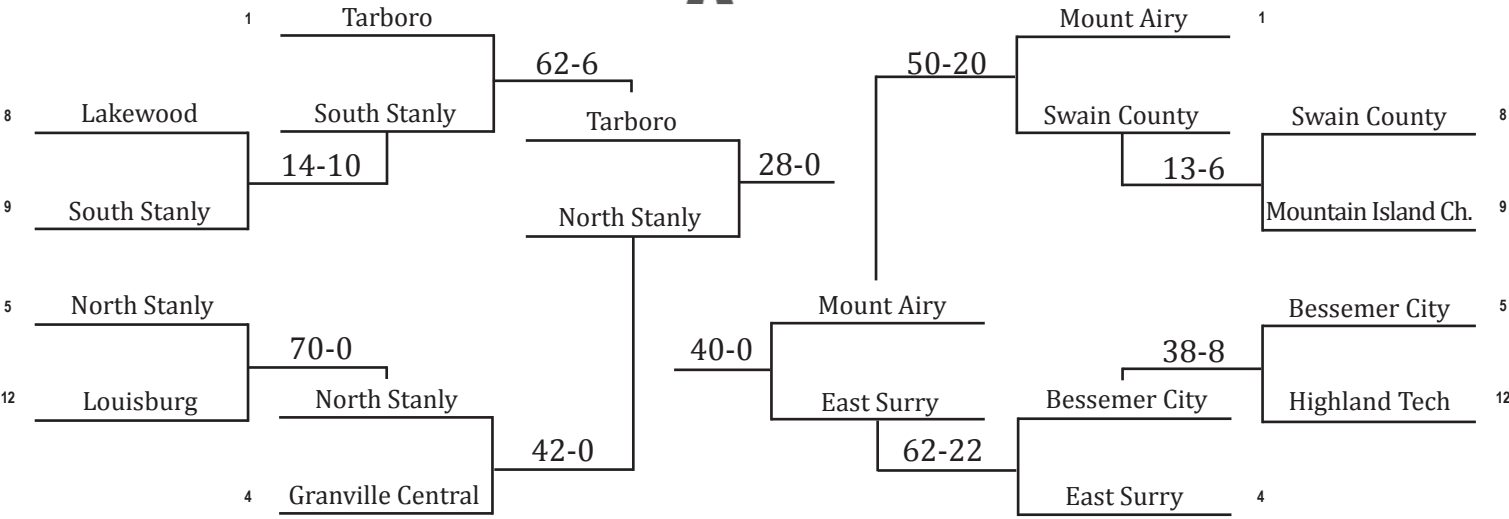 1 Tarboro
Mount Airy 1
62-6
50-20
8 Lakewood
South Stanly
Tarboro
Swain County
Swain County 8
14-10
28-0
13-6
9 South Stanly
North Stanly
Mountain Island Ch. 9
5 North Stanly
Mount Airy
Bessemer City 5
70-0
40-0
38-8
12 Louisburg
North Stanly
East Surry
Bessemer City
Highland Tech 12
42-0
62-22
4 Granville Central
East Surry 4